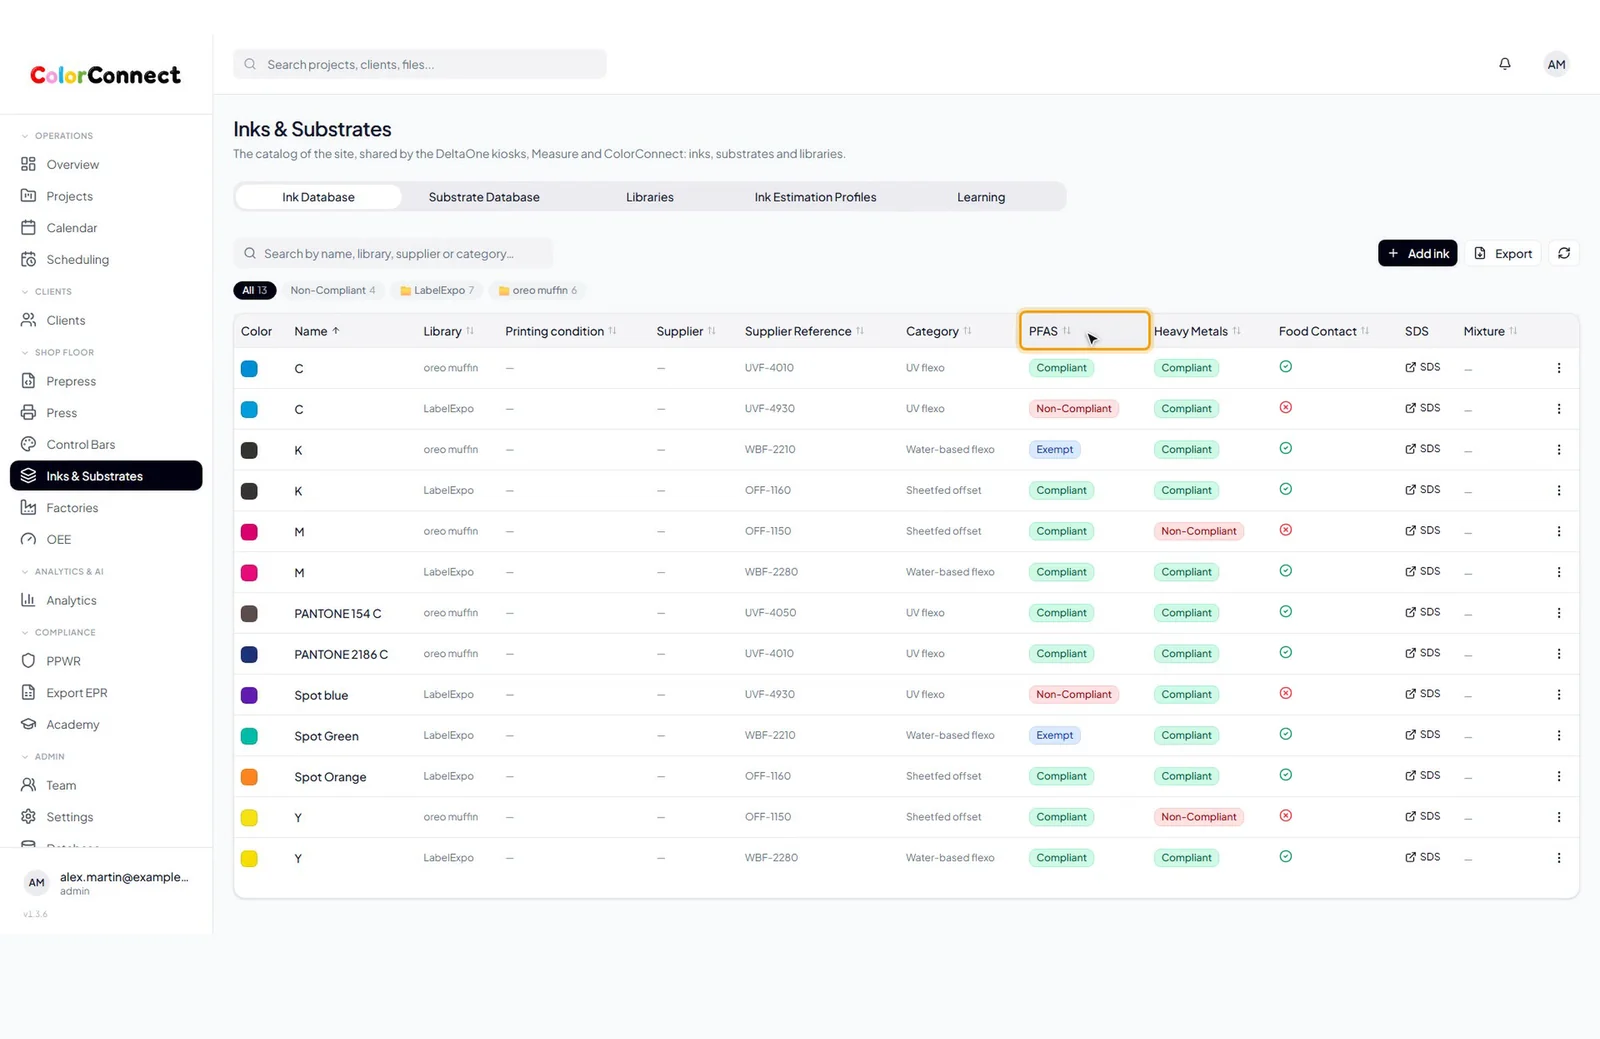 ColorConnect
Search projects, clients, files...
AM
OPERATIONS
Overview
Projects
Calendar
Scheduling
CLIENTS
Clients
SHOP FLOOR
Prepress
Press
Control Bars
Inks & Substrates
Factories
OEE
ANALYTICS & AI
Analytics
COMPLIANCE
PPWR
Export EPR
Academy
ADMIN
Team
Settings
AM
alex.martin@example...
admin
v1.3.6
Inks & Substrates
The catalog of the site, shared by the DeltaOne kiosks, Measure and ColorConnect: inks, substrates and libraries.
Ink Database Substrate Database Libraries Ink Estimation Profiles Learning
Search by name, library, supplier or category...
+ Add ink Export
All 13 Non-Compliant 4 LabelExpo 7 oreo muffin 6
Color Name Library Printing condition Supplier Supplier Reference Category PFAS Heavy Metals Food Contact SDS Mixture
C oreo muffin — — UVF-4010 UV flexo Compliant Compliant SDS —
C LabelExpo — — UVF-4930 UV flexo Non-Compliant Compliant SDS —
K oreo muffin — — WBF-2210 Water-based flexo Exempt Compliant SDS —
K LabelExpo — — OFF-1160 Sheetfed offset Compliant Compliant SDS —
M oreo muffin — — OFF-1150 Sheetfed offset Compliant Non-Compliant SDS —
M LabelExpo — — WBF-2280 Water-based flexo Compliant Compliant SDS —
PANTONE 154 C oreo muffin — — UVF-4050 UV flexo Compliant Compliant SDS —
PANTONE 2186 C oreo muffin — — UVF-4010 UV flexo Compliant Compliant SDS —
Spot blue LabelExpo — — UVF-4930 UV flexo Non-Compliant Compliant SDS —
Spot Green LabelExpo — — WBF-2210 Water-based flexo Exempt Compliant SDS —
Spot Orange LabelExpo — — OFF-1160 Sheetfed offset Compliant Compliant SDS —
Y oreo muffin — — OFF-1150 Sheetfed offset Compliant Non-Compliant SDS —
Y LabelExpo — — WBF-2280 Water-based flexo Compliant Compliant SDS —